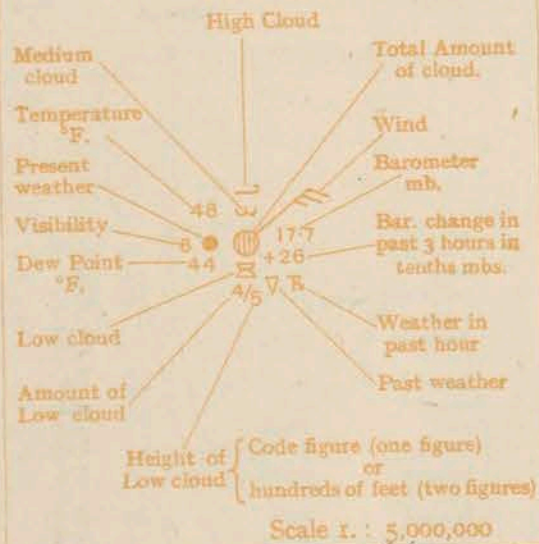 High Cloud
Medium
cloud
Total Amount
of cloud.
Temperature
°F.
Wind
Present
weather
Barometer
mb.
48
Visibility
8
17.7
Bar. change in
past 3 hours in
tenths mbs.
+26
Dew Point
°F.
44
4/5
Low cloud
Weather in
past hour
Amount of
Low cloud
Past weather
Height of
Low cloud
Code figure (one figure)
or
hundreds of feet (two figures)
Scale 1. : 5,000,000